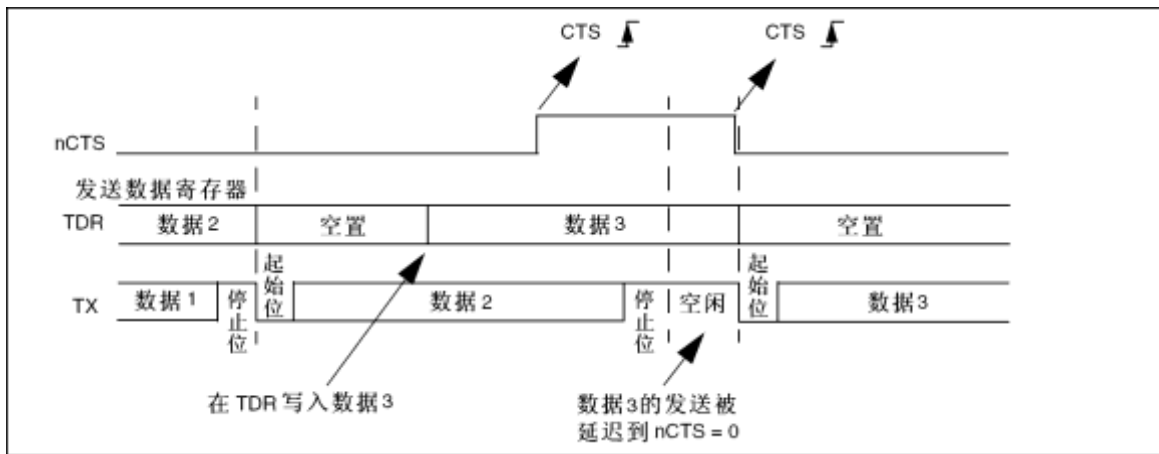 CTS
CTS
nCTS
发送数据寄存器
TDR
数据2
空置
数据3
空置
TX
数据1
停止位
起始位
数据2
停止位
空闲
起始位
数据3
在TDR写入数据3
数据3的发送被
延迟到nCTS = 0